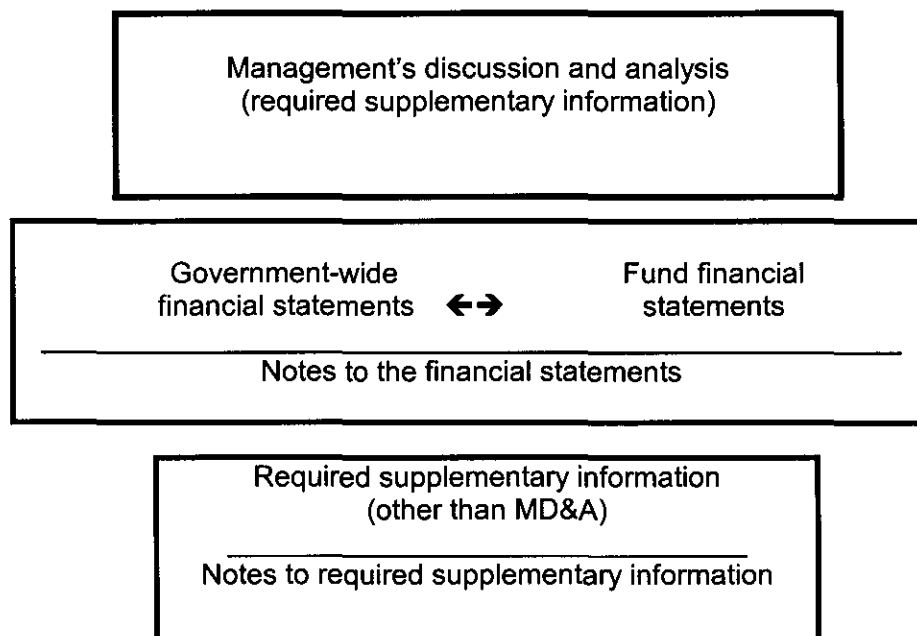 Management's discussion and analysis
(required supplementary information)
Government-wide
financial statements ←→
Fund financial
statements
Notes to the financial statements
Required supplementary information
(other than MD&A)
Notes to required supplementary information